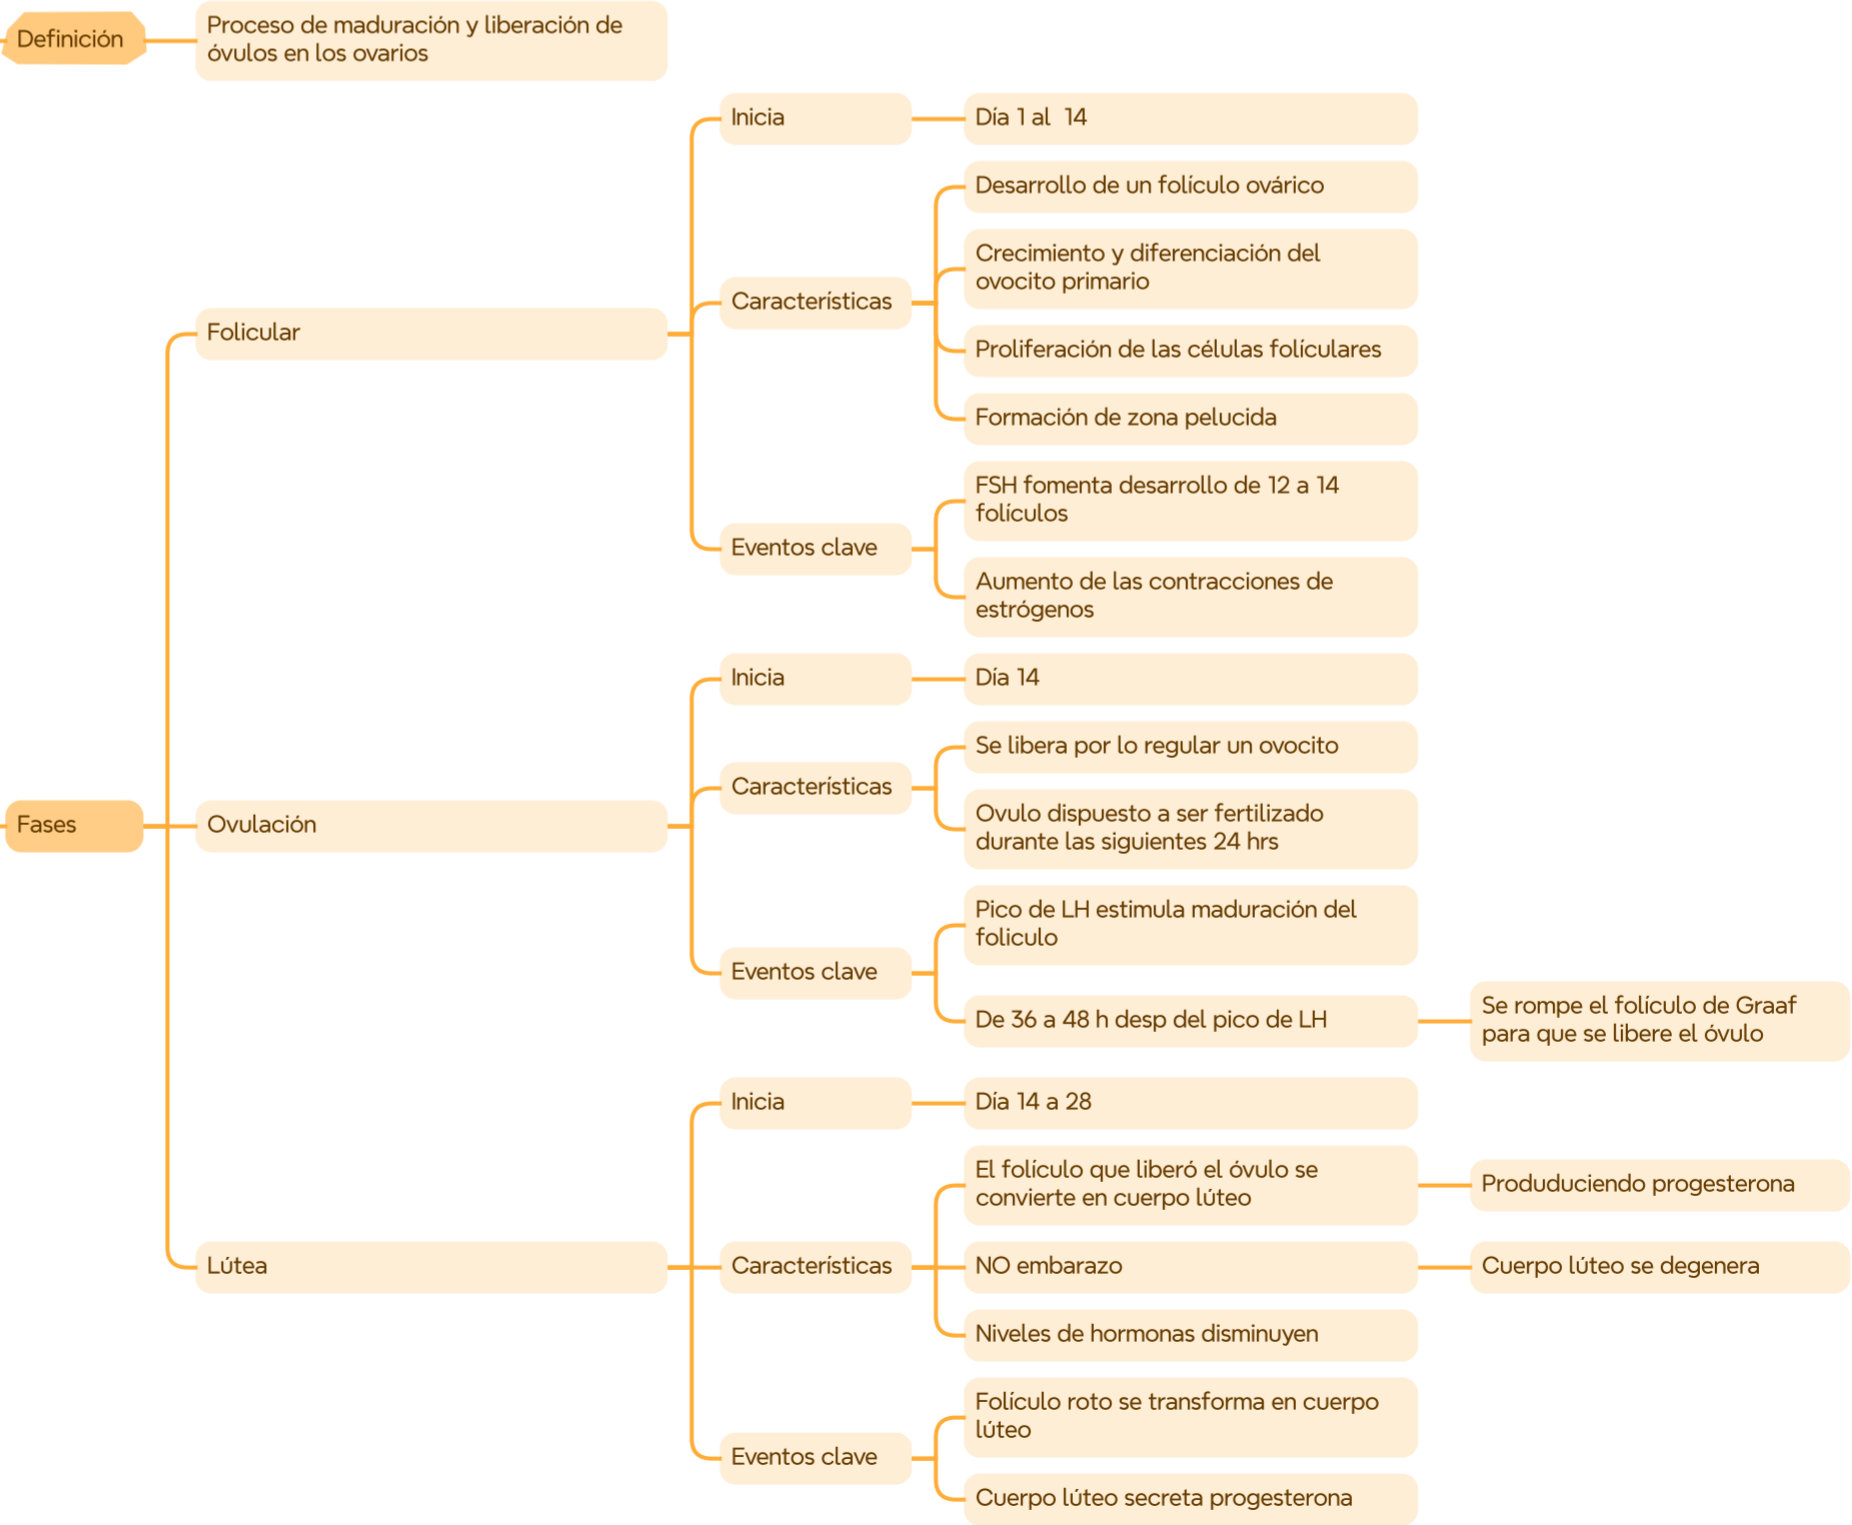 Definición
Proceso de maduración y liberación de
óvulos en los ovarios
Fases
Folicular
Inicia
Día 1 al  14
Características
Desarrollo de un folículo ovárico
Crecimiento y diferenciación del
ovocito primario
Proliferación de las células folículares
Formación de zona pelucida
Eventos clave
FSH fomenta desarrollo de 12 a 14
folículos
Aumento de las contracciones de
estrógenos
Ovulación
Inicia
Día 14
Características
Se libera por lo regular un ovocito
Ovulo dispuesto a ser fertilizado
durante las siguientes 24 hrs
Eventos clave
Pico de LH estimula maduración del
foliculo
De 36 a 48 h desp del pico de LH
Se rompe el folículo de Graaf
para que se libere el óvulo
Lútea
Inicia
Día 14 a 28
Características
El folículo que liberó el óvulo se
convierte en cuerpo lúteo
Produduciendo progesterona
NO embarazo
Cuerpo lúteo se degenera
Niveles de hormonas disminuyen
Eventos clave
Folículo roto se transforma en cuerpo
lúteo
Cuerpo lúteo secreta progesterona